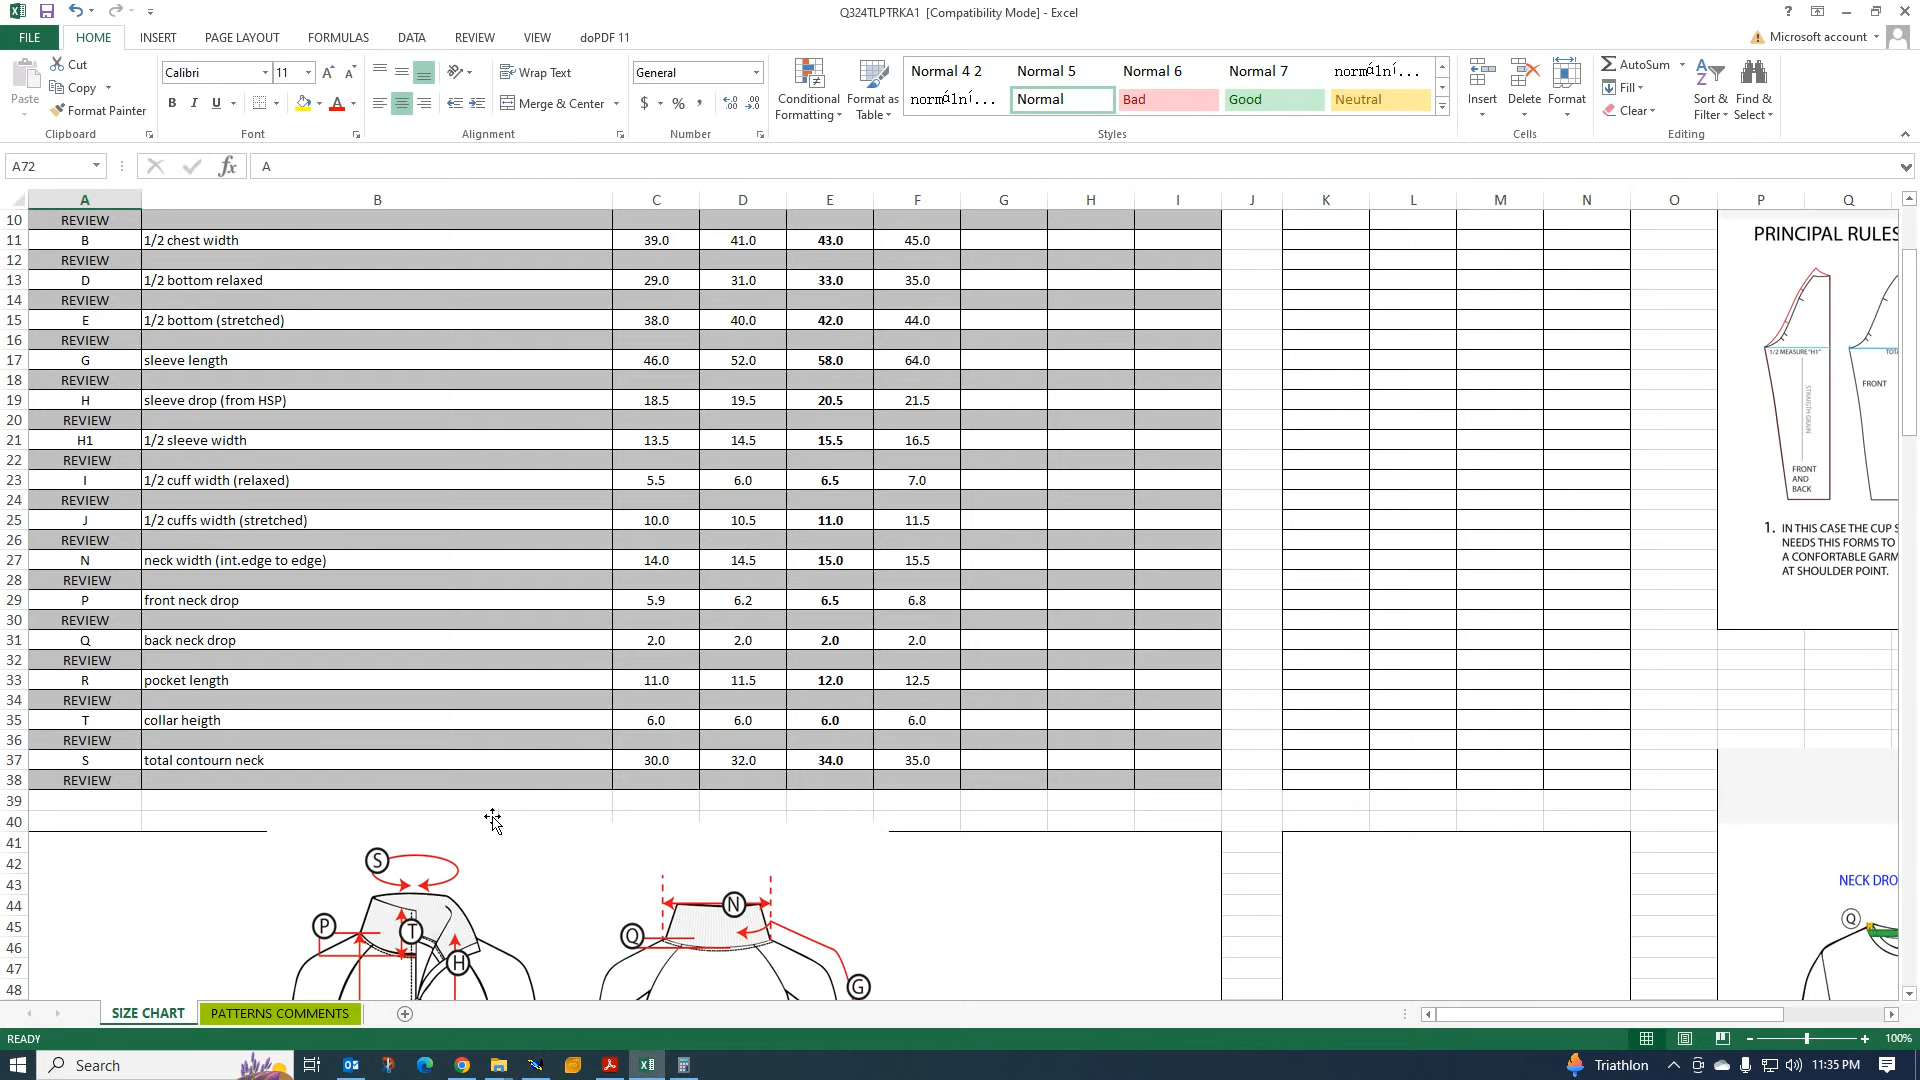 Q324TLPTRKA1 [Compatibility Mode] - Excel
FILE HOME INSERT PAGE LAYOUT FORMULAS DATA REVIEW VIEW doPDF 11 Microsoft account
Paste Cut Copy Format Painter Clipboard
Calibri 11 B I U A Font
Wrap Text Merge & Center Alignment
General $ % , Number
Conditional Formatting Format as Table
Normal 4 2 Normal 5 Normal 6 Normal 7 normální...
normální... Normal Bad Good Neutral
Styles
Insert Delete Format Cells
AutoSum Fill Clear Sort & Filter Find & Select Editing
A72 fx A
A B C D E F G H I J K L M N O P Q
10 REVIEW
11 B 1/2 chest width 39.0 41.0 43.0 45.0
12 REVIEW
13 D 1/2 bottom relaxed 29.0 31.0 33.0 35.0
14 REVIEW
15 E 1/2 bottom (stretched) 38.0 40.0 42.0 44.0
16 REVIEW
17 G sleeve length 46.0 52.0 58.0 64.0
18 REVIEW
19 H sleeve drop (from HSP) 18.5 19.5 20.5 21.5
20 REVIEW
21 H1 1/2 sleeve width 13.5 14.5 15.5 16.5
22 REVIEW
23 I 1/2 cuff width (relaxed) 5.5 6.0 6.5 7.0
24 REVIEW
25 J 1/2 cuffs width (stretched) 10.0 10.5 11.0 11.5
26 REVIEW
27 N neck width (int.edge to edge) 14.0 14.5 15.0 15.5
28 REVIEW
29 P front neck drop 5.9 6.2 6.5 6.8
30 REVIEW
31 Q back neck drop 2.0 2.0 2.0 2.0
32 REVIEW
33 R pocket length 11.0 11.5 12.0 12.5
34 REVIEW
35 T collar heigth 6.0 6.0 6.0 6.0
36 REVIEW
37 S total contourn neck 30.0 32.0 34.0 35.0
38 REVIEW
39
40
41
42
43
44
45
46
47
48
PRINCIPAL RULES
1/2 MEASURE "H1"
FRONT
STRAIGTH GRAIN
FRONT
AND
BACK
1. IN THIS CASE THE CUP S
NEEDS THIS FORMS TO
A CONFORTABLE GARM
AT SHOULDER POINT.
NECK DRO
Q
S
P
T
H
Q
N
G
SIZE CHART PATTERNS COMMENTS
READY 100%
Search Triathlon 11:35 PM